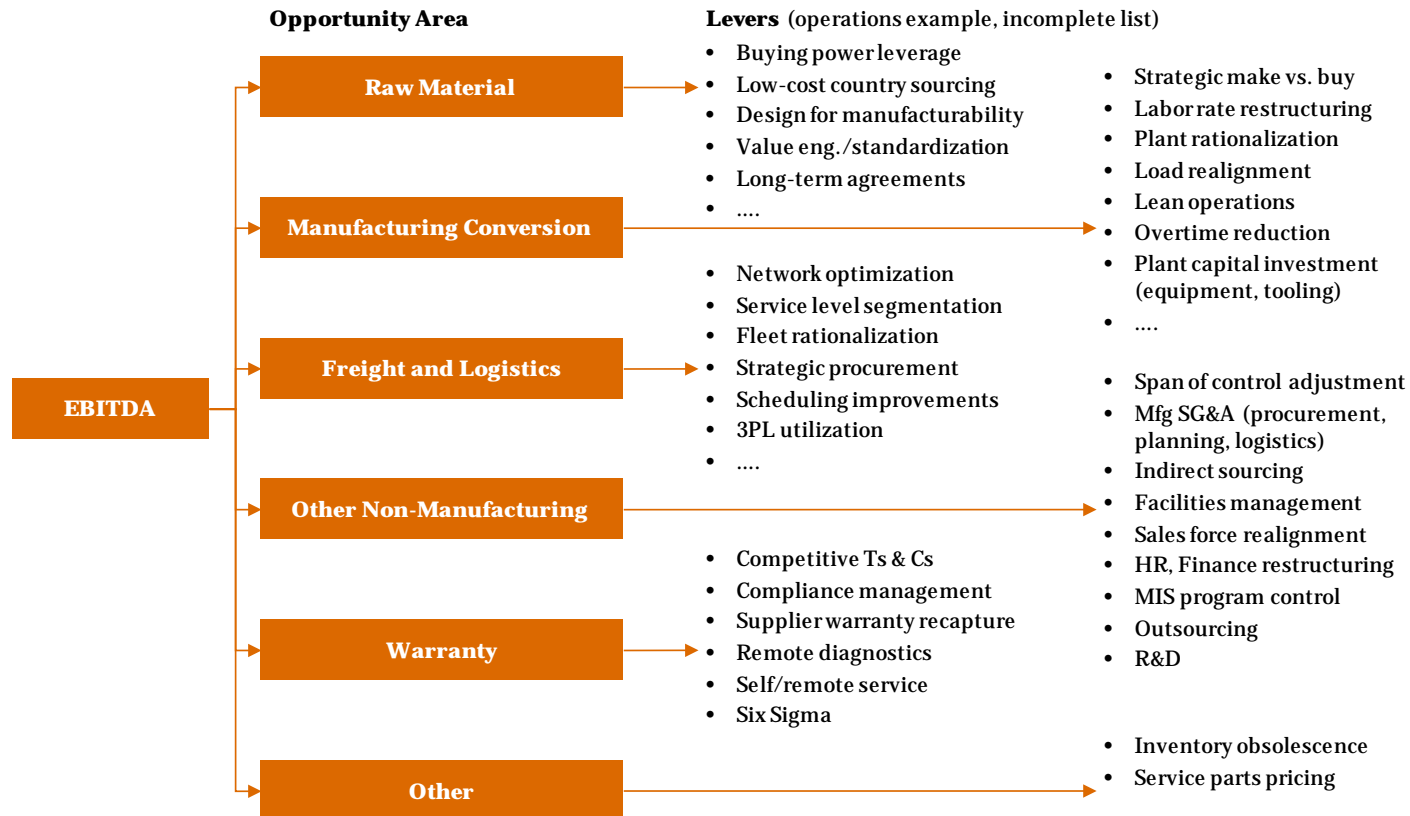 Opportunity Area
Levers (operations example, incomplete list)
EBITDA
Raw Material
• Buying power leverage
• Low-cost country sourcing
• Design for manufacturability
• Value eng./standardization
• Long-term agreements
• ....
Manufacturing Conversion
• Strategic make vs. buy
• Labor rate restructuring
• Plant rationalization
• Load realignment
• Lean operations
• Overtime reduction
• Plant capital investment
(equipment, tooling)
• ....
Freight and Logistics
• Network optimization
• Service level segmentation
• Fleet rationalization
• Strategic procurement
• Scheduling improvements
• 3PL utilization
• ....
Other Non-Manufacturing
• Span of control adjustment
• Mfg SG&A (procurement,
planning, logistics)
• Indirect sourcing
• Facilities management
• Sales force realignment
• HR, Finance restructuring
• MIS program control
• Outsourcing
• R&D
Warranty
• Competitive Ts & Cs
• Compliance management
• Supplier warranty recapture
• Remote diagnostics
• Self/remote service
• Six Sigma
Other
• Inventory obsolescence
• Service parts pricing